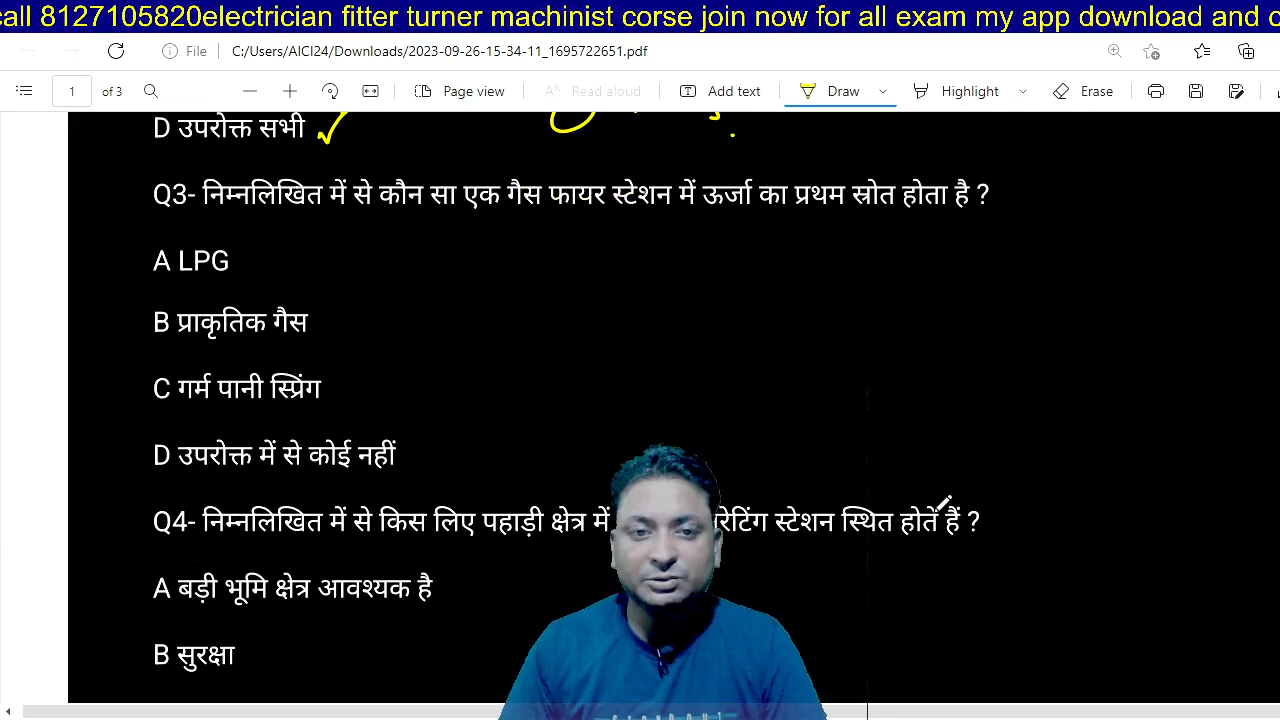 call 8127105820electrician fitter turner machinist corse join now for all exam my app download and c
File C:/Users/AICI24/Downloads/2023-09-26-15-34-11_1695722651.pdf
1 of 3 Page view Read aloud Add text Draw Highlight Erase
D उपरोक्त सभी
Q3- निम्नलिखित में से कौन सा एक गैस फायर स्टेशन में ऊर्जा का प्रथम स्रोत होता है ?
A LPG
B प्राकृतिक गैस
C गर्म पानी स्प्रिंग
D उपरोक्त में से कोई नहीं
Q4- निम्नलिखित में से किस लिए पहाड़ी क्षेत्र में रेटिंग स्टेशन स्थित होते हैं ?
A बड़ी भूमि क्षेत्र आवश्यक है
B सुरक्षा